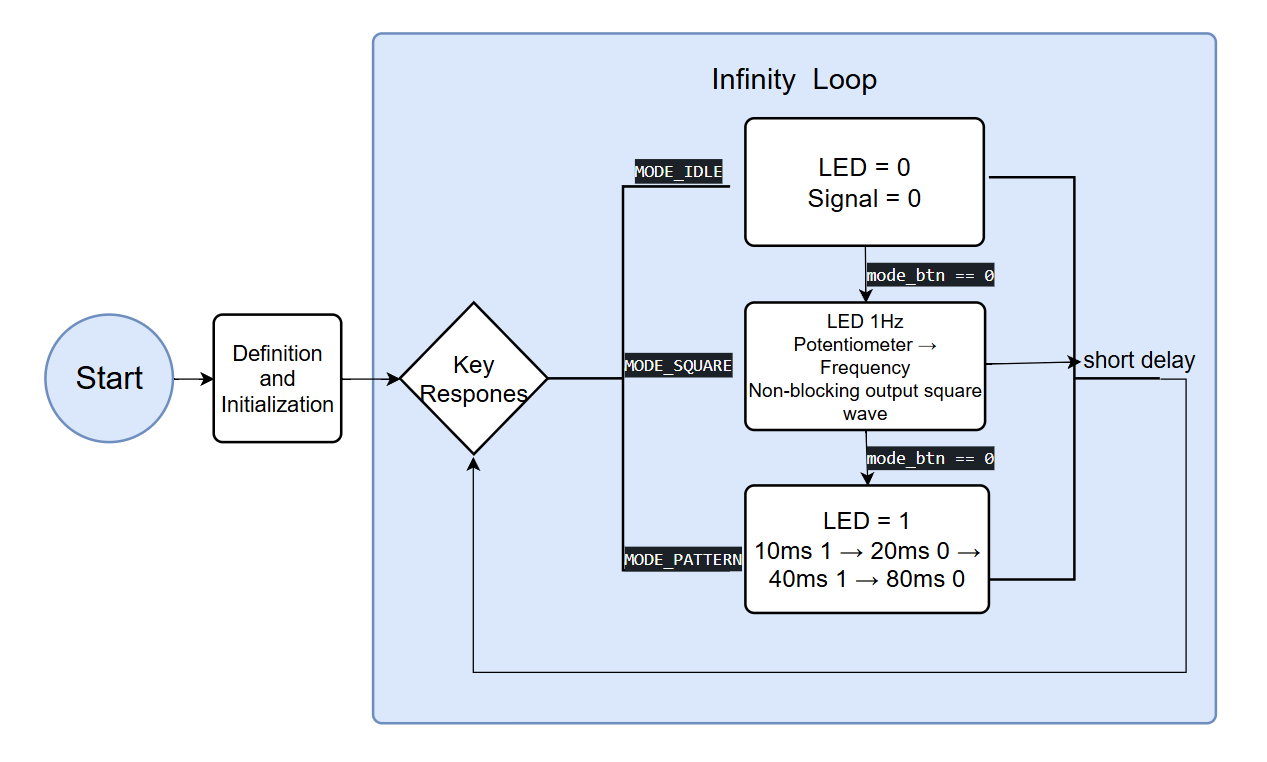 Infinity  Loop
Start
Definition
and
Initialization
Key
Respones
MODE_IDLE
LED = 0
Signal = 0
mode_btn == 0
MODE_SQUARE
LED 1Hz
Potentiometer →
Frequency
Non-blocking output square
wave
short delay
mode_btn == 0
MODE_PATTERN
LED = 1
10ms 1 → 20ms 0 →
40ms 1 → 80ms 0